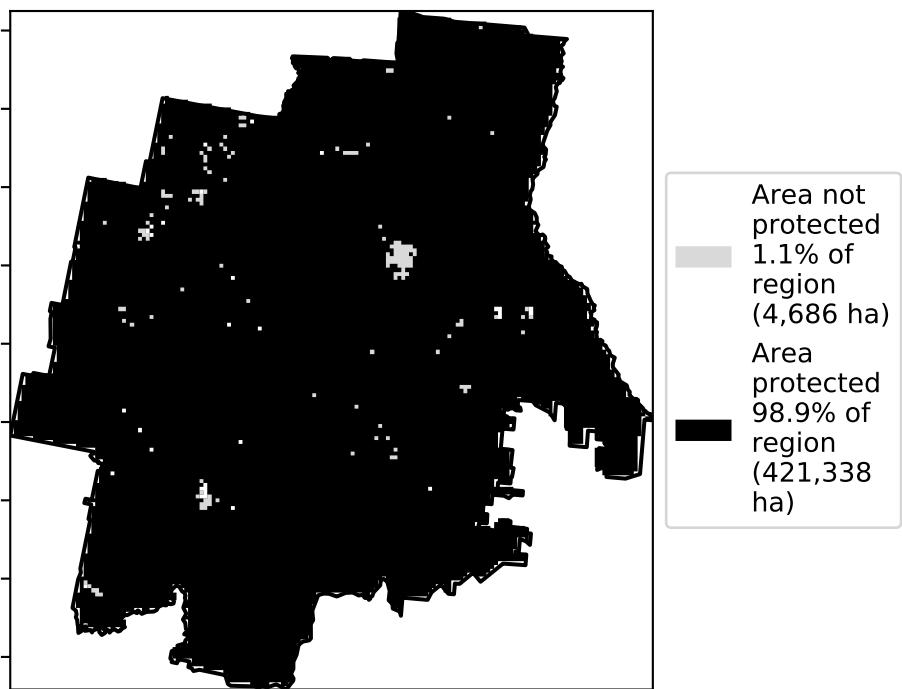 Area not
protected
1.1% of
region
(4,686 ha)
Area
protected
98.9% of
region
(421,338
ha)